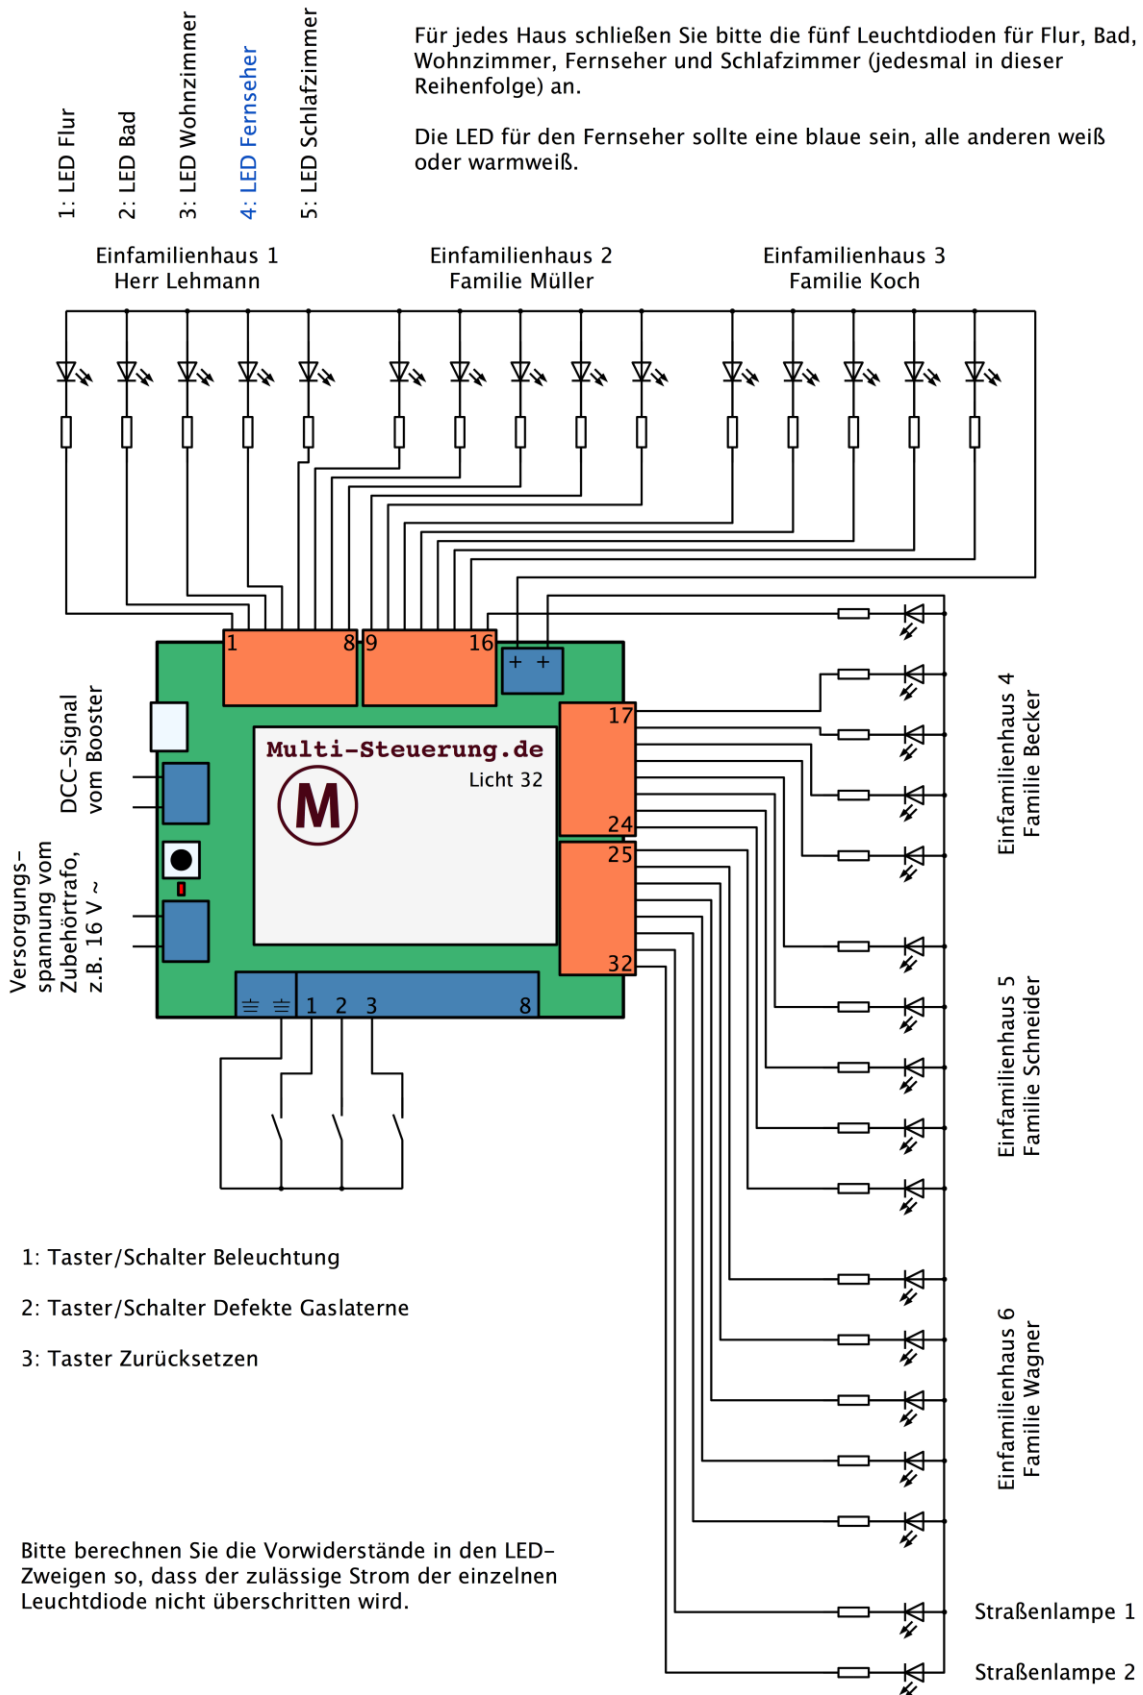 Für jedes Haus schließen Sie bitte die fünf Leuchtdioden für Flur, Bad,
Wohnzimmer, Fernseher und Schlafzimmer (jedesmal in dieser
Reihenfolge) an.
Die LED für den Fernseher sollte eine blaue sein, alle anderen weiß
oder warmweiß.
1: LED Flur
2: LED Bad
3: LED Wohnzimmer
4: LED Fernseher
5: LED Schlafzimmer
Einfamilienhaus 1
Herr Lehmann
Einfamilienhaus 2
Familie Müller
Einfamilienhaus 3
Familie Koch
1
8
9
16
+ +
17
24
25
32
Multi-Steuerung.de
Licht 32
M
DCC-Signal
vom Booster
Versorgungs-
spannung vom
Zubehörtrafo,
z.B. 16 V ~
1 2 3 8
Einfamilienhaus 4
Familie Becker
Einfamilienhaus 5
Familie Schneider
Einfamilienhaus 6
Familie Wagner
Straßenlampe 1
Straßenlampe 2
1: Taster/Schalter Beleuchtung
2: Taster/Schalter Defekte Gaslaterne
3: Taster Zurücksetzen
Bitte berechnen Sie die Vorwiderstände in den LED-
Zweigen so, dass der zulässige Strom der einzelnen
Leuchtdiode nicht überschritten wird.